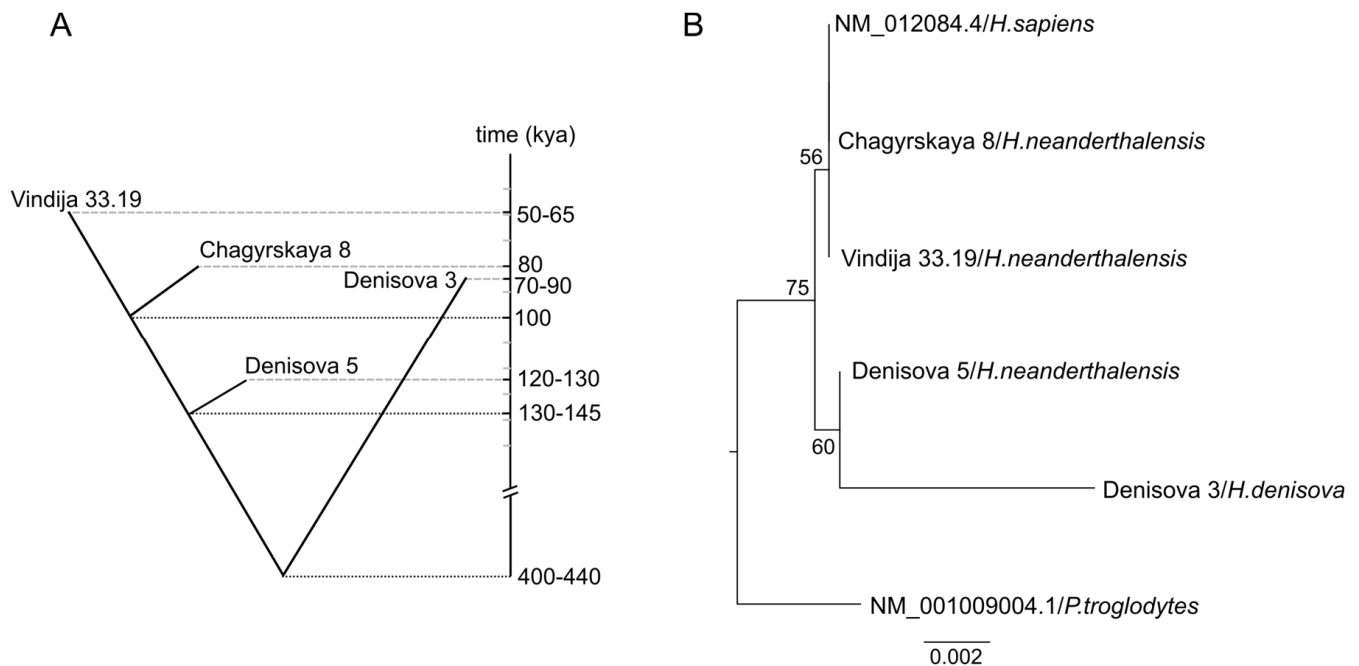 A
time (kya)
Vindija 33.19
50-65
Chagyrskaya 8
80
Denisova 3
70-90
100
Denisova 5
120-130
130-145
400-440
B
NM_012084.4/H.sapiens
Chagyrskaya 8/H.neanderthalensis
56
Vindija 33.19/H.neanderthalensis
75
Denisova 5/H.neanderthalensis
60
Denisova 3/H.denisova
NM_001009004.1/P.troglodytes
0.002